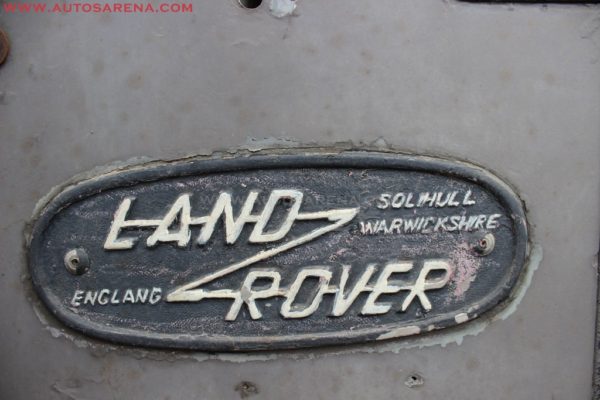 WWW.AUTOSARENA.COM
LAND
SOLIHULL
WARWICKSHIRE
ENGLAND
ROVER